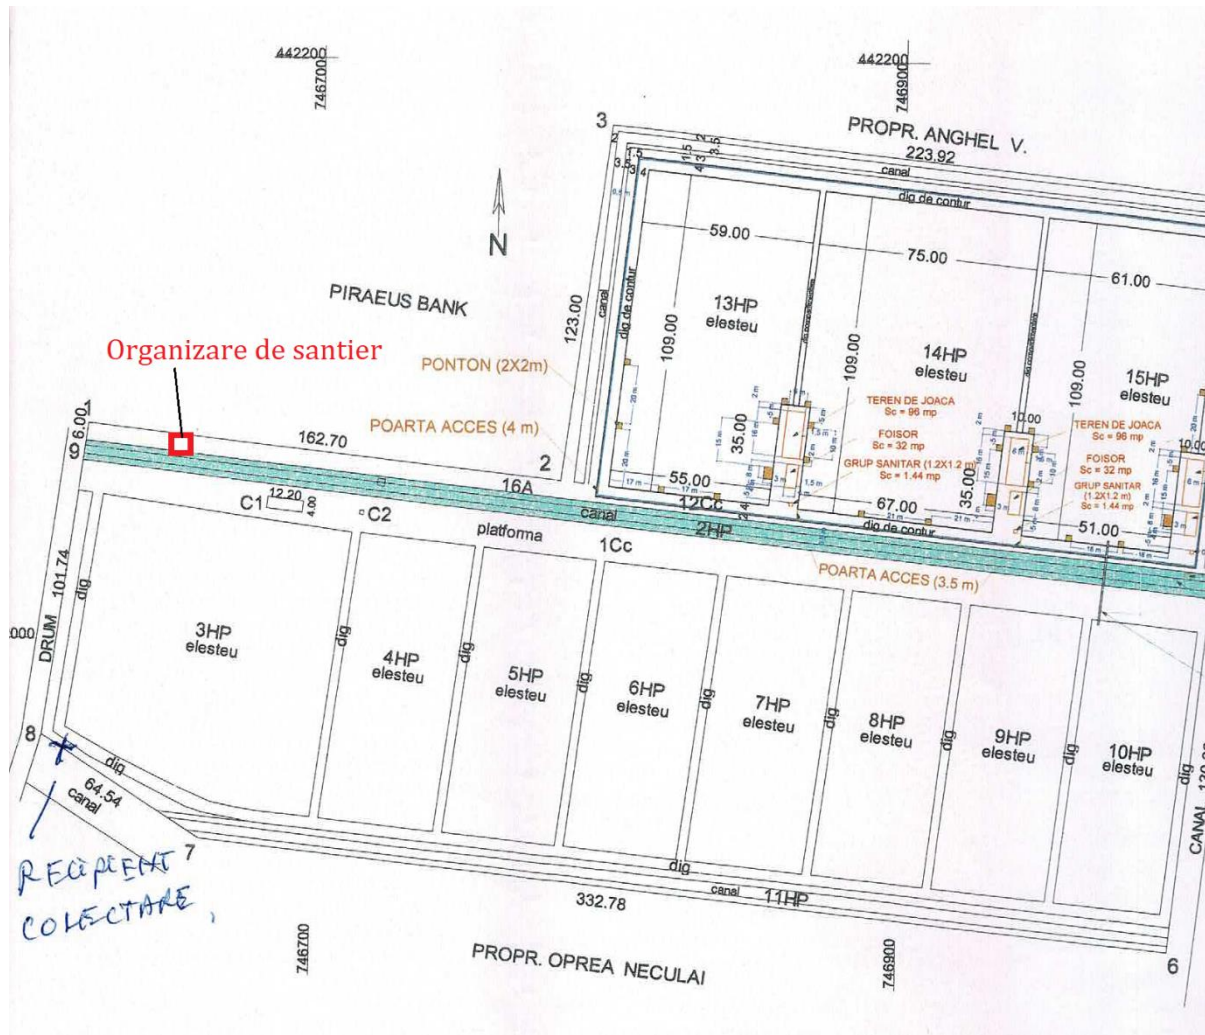 442200
746700
442200
746900
3
PROPR. ANGHEL V.
223.92
canal
dig de contur
N
PIRAEUS BANK
Organizare de santier
PONTON (2X2m)
POARTA ACCES (4 m)
123.00
canal
dig de contur
59.00
75.00
61.00
109.00
109.00
109.00
13HP
elesteu
14HP
elesteu
15HP
elesteu
TEREN DE JOACA
Sc = 96 mp
FOISOR
Sc = 32 mp
GRUP SANITAR (1.2X1.2 m)
Sc = 1.44 mp
TEREN DE JOACA
Sc = 96 mp
FOISOR
Sc = 32 mp
GRUP SANITAR
(1.2X1.2 m)
Sc = 1.44 mp
35.00
35.00
10.00
10.00
55.00
67.00
51.00
1
6.00
9
162.70
2
16A
12Cc
canal
2HP
dig de contur
POARTA ACCES (3.5 m)
C1
12.20
4.00
C2
platforma
1Cc
DRUM
101.74
dig
3HP
elesteu
dig
4HP
elesteu
dig
5HP
elesteu
dig
6HP
elesteu
dig
7HP
elesteu
dig
8HP
elesteu
dig
9HP
elesteu
dig
10HP
elesteu
dig
CANAL
8
dig
64.54
canal
7
RECIPIENT
COLECTARE
dig
canal
11HP
332.78
6
746700
PROPR. OPREA NECULAI
746900